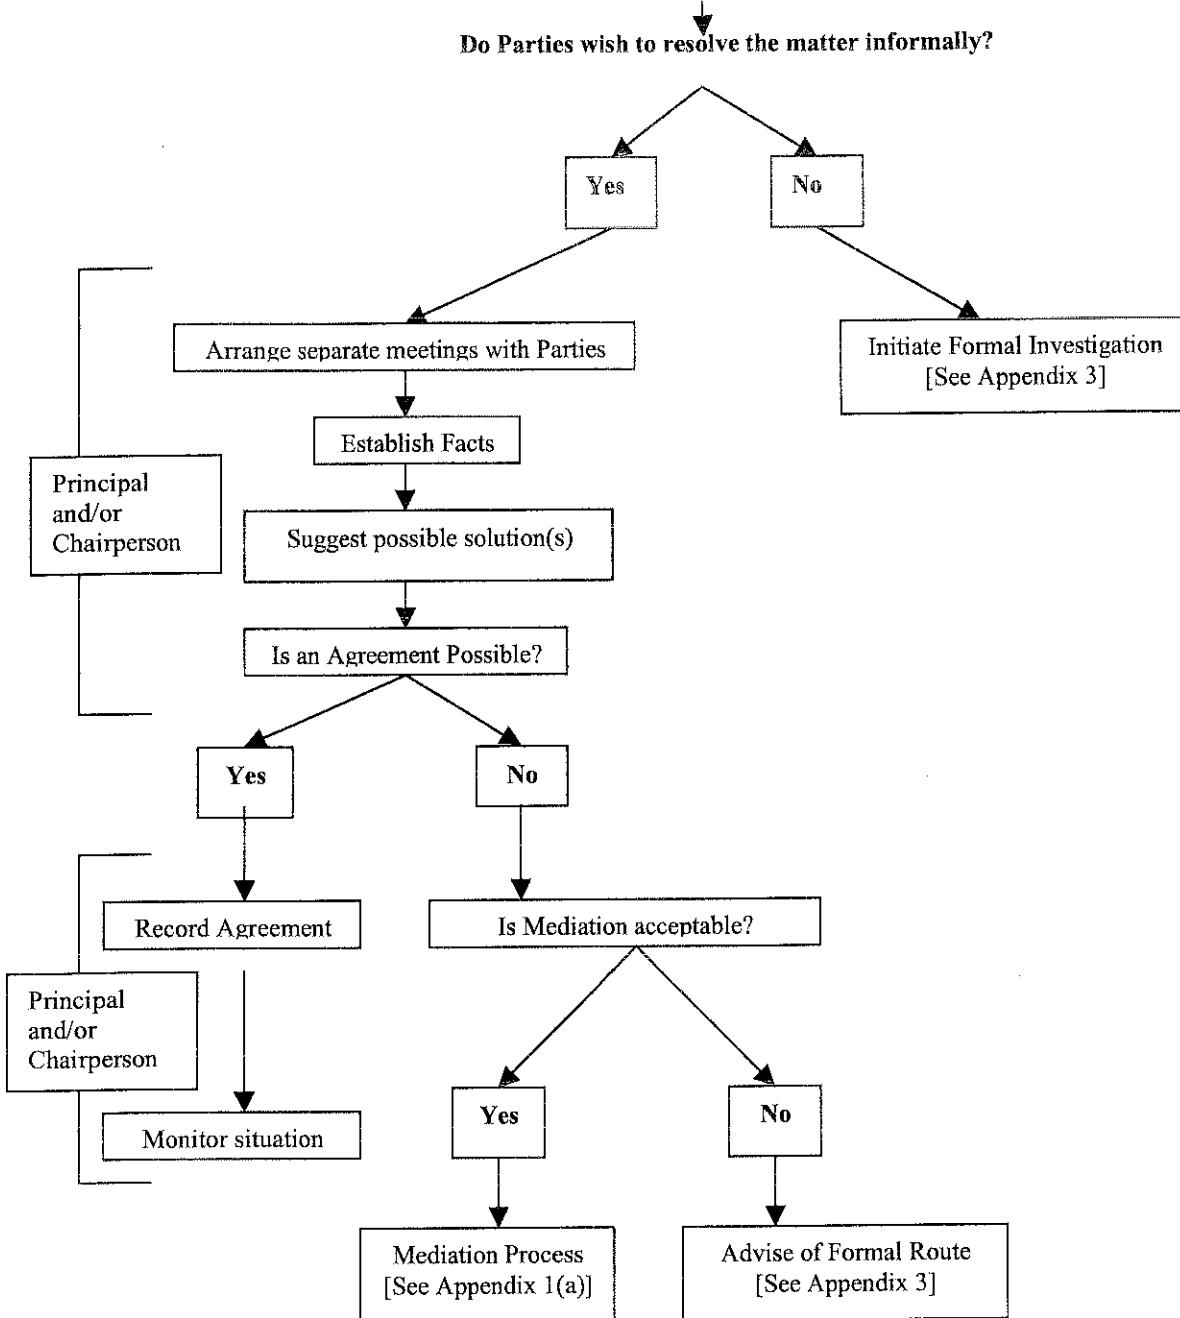 Do Parties wish to resolve the matter informally?
Yes
No
Arrange separate meetings with Parties
Initiate Formal Investigation
[See Appendix 3]
Establish Facts
Principal
and/or
Chairperson
Suggest possible solution(s)
Is an Agreement Possible?
Yes
No
Record Agreement
Is Mediation acceptable?
Principal
and/or
Chairperson
Monitor situation
Yes
No
Mediation Process
[See Appendix 1(a)]
Advise of Formal Route
[See Appendix 3]